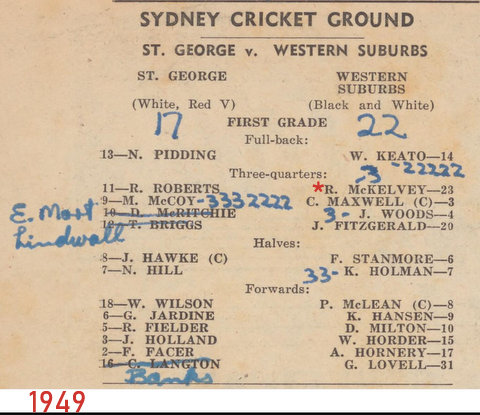 SYDNEY CRICKET GROUND
ST. GEORGE v. WESTERN SUBURBS
ST. GEORGE WESTERN SUBURBS
(White, Red V) (Black and White)
17 FIRST GRADE 22
Full-back:
13—N. PIDDING W. KEATO—14
Three-quarters: 3 -22222
11—R. ROBERTS *R. McKELVEY—23
9—M. McCOY -3332222 C. MAXWELL (C)—3
E. Mort 10—D. McRITCHIE 3- J. WOODS—4
Lindwall 12—T. BRIGGS J. FITZGERALD—20
Halves:
8—J. HAWKE (C) F. STANMORE—6
7—N. HILL 33- K. HOLMAN—7
Forwards:
18—W. WILSON P. McLEAN (C)—8
6—G. JARDINE K. HANSEN—9
5—R. FIELDER D. MILTON—10
3—J. HOLLAND W. HORDER—15
2—F. FACER A. HORNERY—17
16—C. LANGTON G. LOVELL—31
Banks
1949